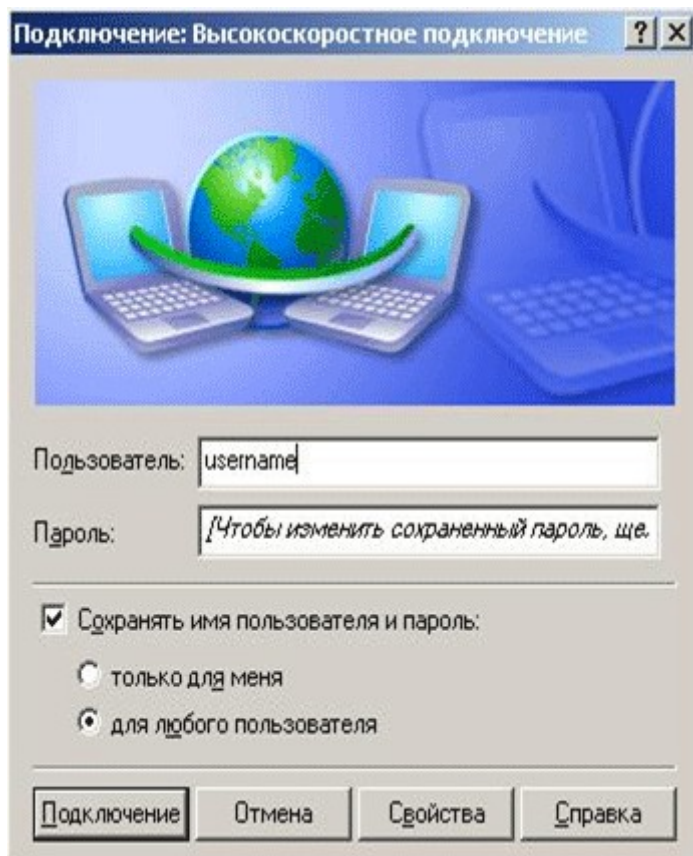 Подключение: Высокоскоростное подключение ? X
Пользователь: username
Пароль: [Чтобы изменить сохраненный пароль, ще.
Сохранять имя пользователя и пароль:
только для меня
для любого пользователя
Подключение Отмена Свойства Справка